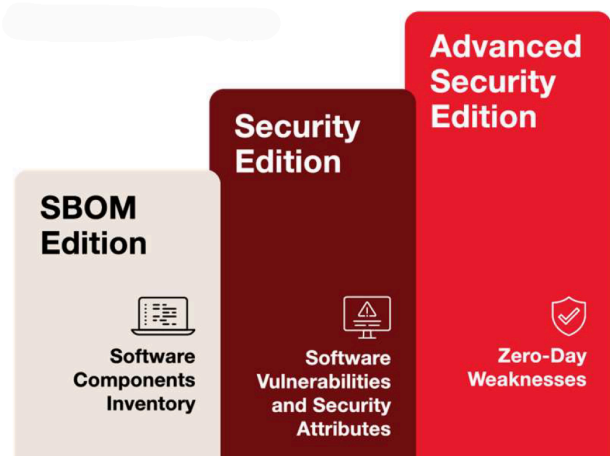 SBOM
Edition
Software
Components
Inventory
Security
Edition
Software
Vulnerabilities
and Security
Attributes
Advanced
Security
Edition
Zero-Day
Weaknesses